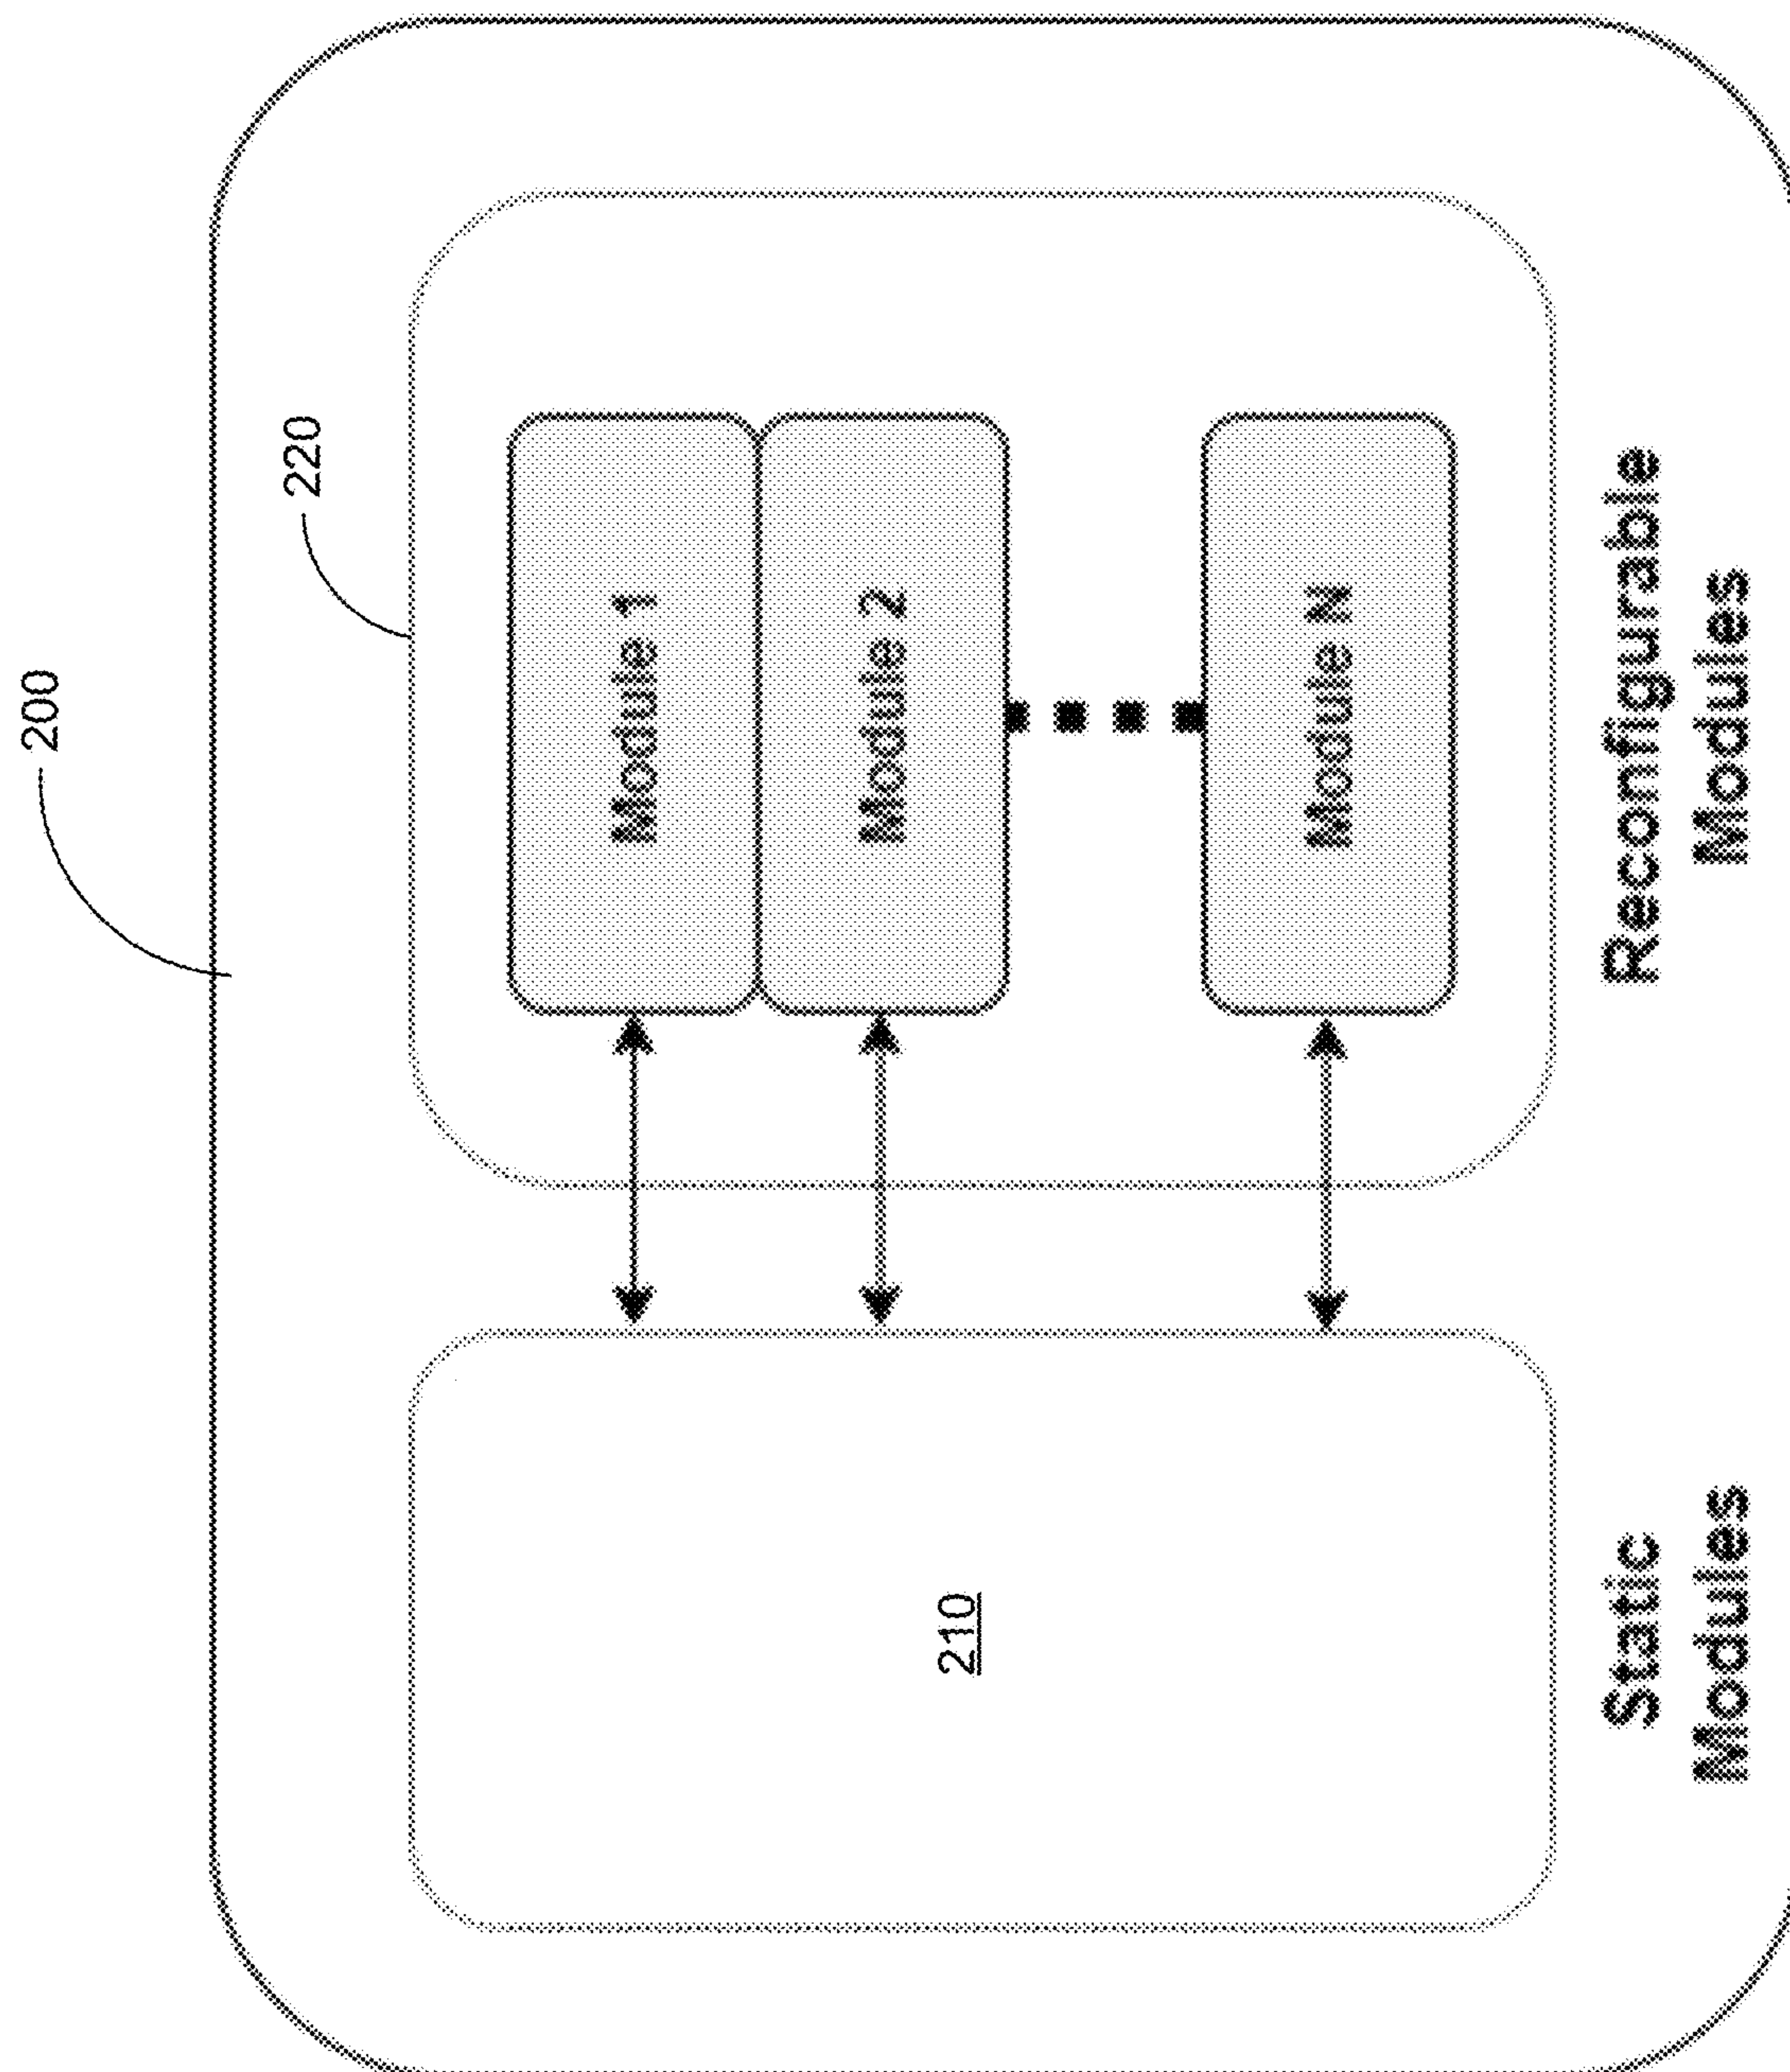 200
220
210
Module 1
Module 2
Module N
Static
Modules
Reconfigurable
Modules